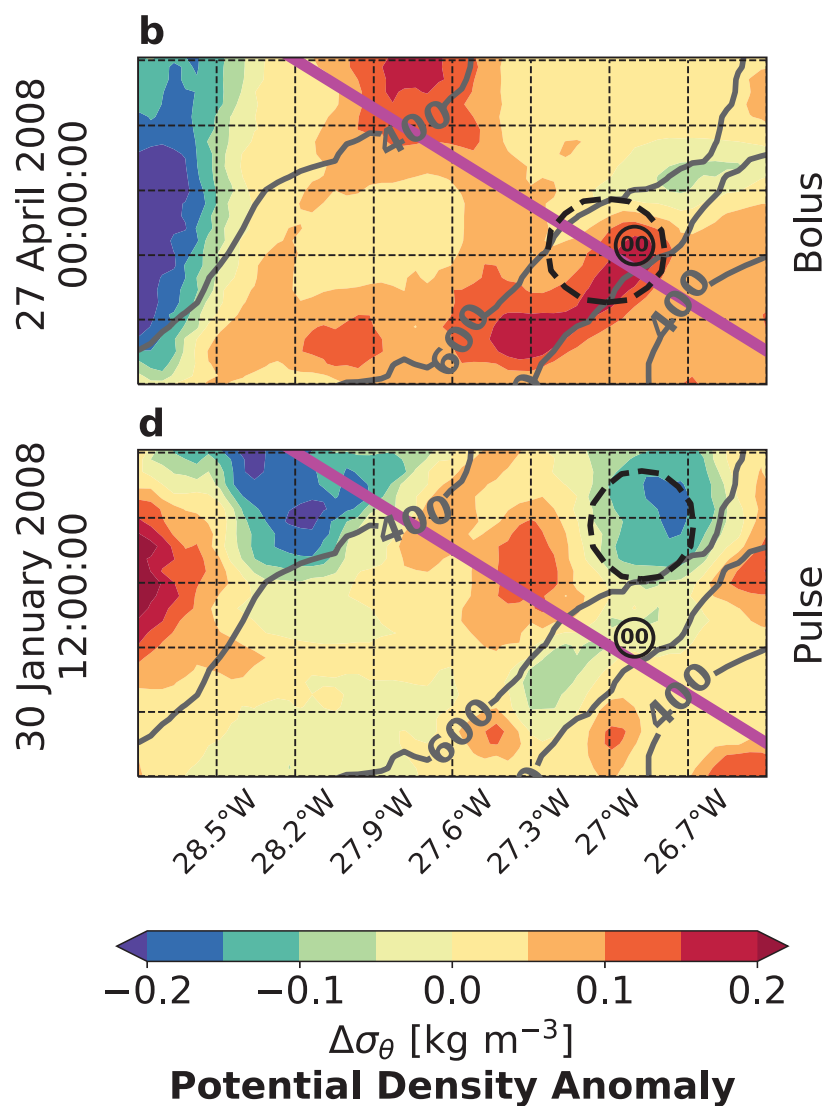 b
27 April 2008
00:00:00
400
00
400
600
0
Bolus
d
30 January 2008
12:00:00
400
00
400
600
0
Pulse
28.5°W
28.2°W
27.9°W
27.6°W
27.3°W
27°W
26.7°W
−0.2
−0.1
0.0
0.1
0.2
Δσθ [kg m⁻³]
Potential Density Anomaly